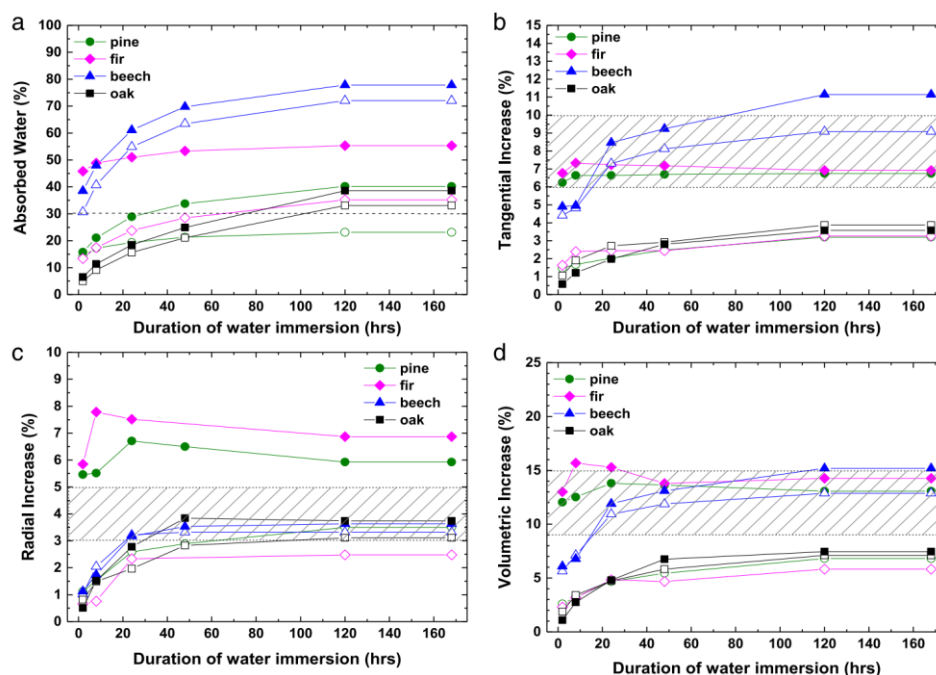 a
pine
fir
beech
oak
Absorbed Water (%)
100
90
80
70
60
50
40
30
20
10
0
0 20 40 60 80 100 120 140 160
Duration of water immersion (hrs)
b
pine
fir
beech
oak
Tangential Increase (%)
15
14
13
12
11
10
9
8
7
6
5
4
3
2
1
0
0 20 40 60 80 100 120 140 160
Duration of water immersion (hrs)
c
pine
fir
beech
oak
Radial Increase (%)
10
9
8
7
6
5
4
3
2
1
0
0 20 40 60 80 100 120 140 160
Duration of water immersion (hrs)
d
pine
fir
beech
oak
Volumetric Increase (%)
25
20
15
10
5
0
0 20 40 60 80 100 120 140 160
Duration of water immersion (hrs)